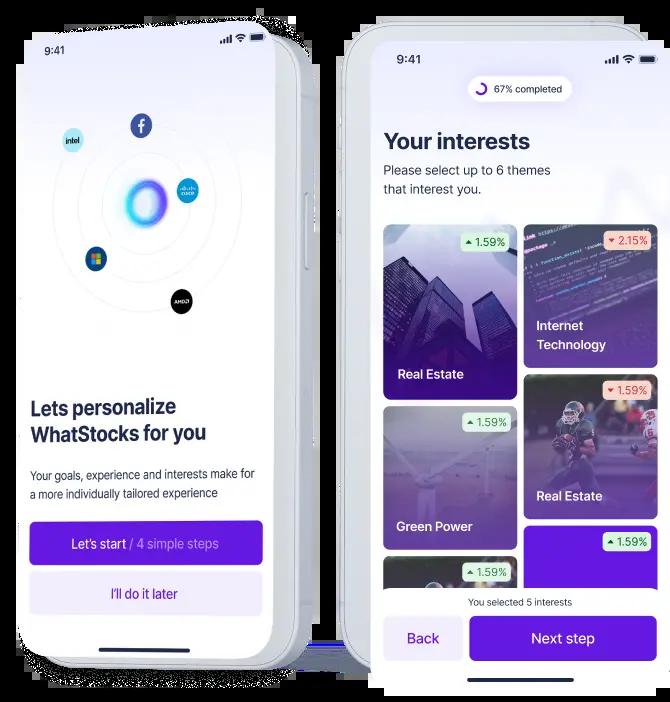 9:41
intel
cisco
AMD
Lets personalize
WhatStocks for you
Your goals, experience and interests make for
a more individually tailored experience
Let's start / 4 simple steps
I'll do it later
9:41
67% completed
Your interests
Please select up to 6 themes
that interest you.
1.59%
Real Estate
2.15%
Internet
Technology
1.59%
Green Power
1.59%
Real Estate
1.59%
1.59%
You selected 5 interests
Back
Next step